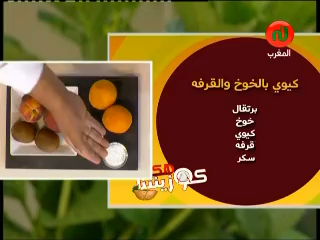 المغرب
كيوي بالخوخ والقرفه
برتقال
خوخ
كيوي
قرفه
سكر